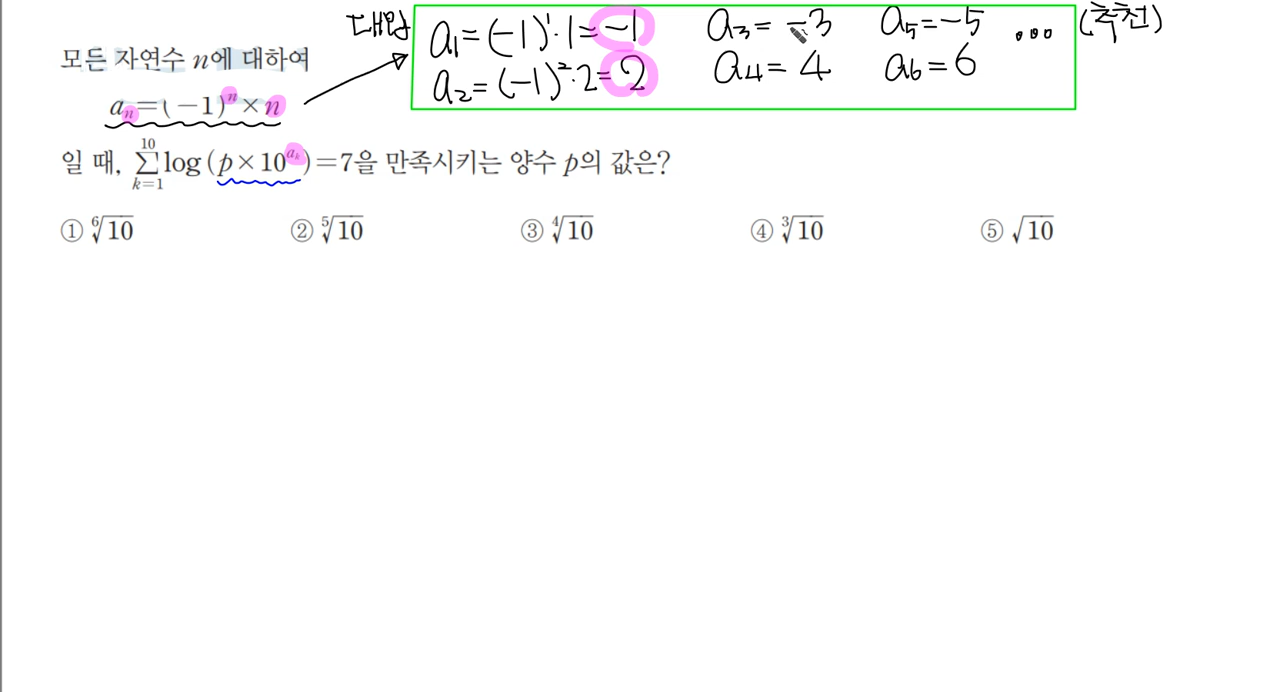 대입 a₁=(-1)¹·1=-1 a₃=-3 a₅=-5 ... (추천)
a₂=(-1)²·2=2 a₄=4 a₆=6
모든 자연수 n에 대하여
aₙ=(-1)ⁿ×n
일 때, \sum_{k=1}^{10} log(p×10^{a_k})=7을 만족시키는 양수 p의 값은?
① ⁶√10 ② ⁵√10 ③ ⁴√10 ④ ³√10 ⑤ √10